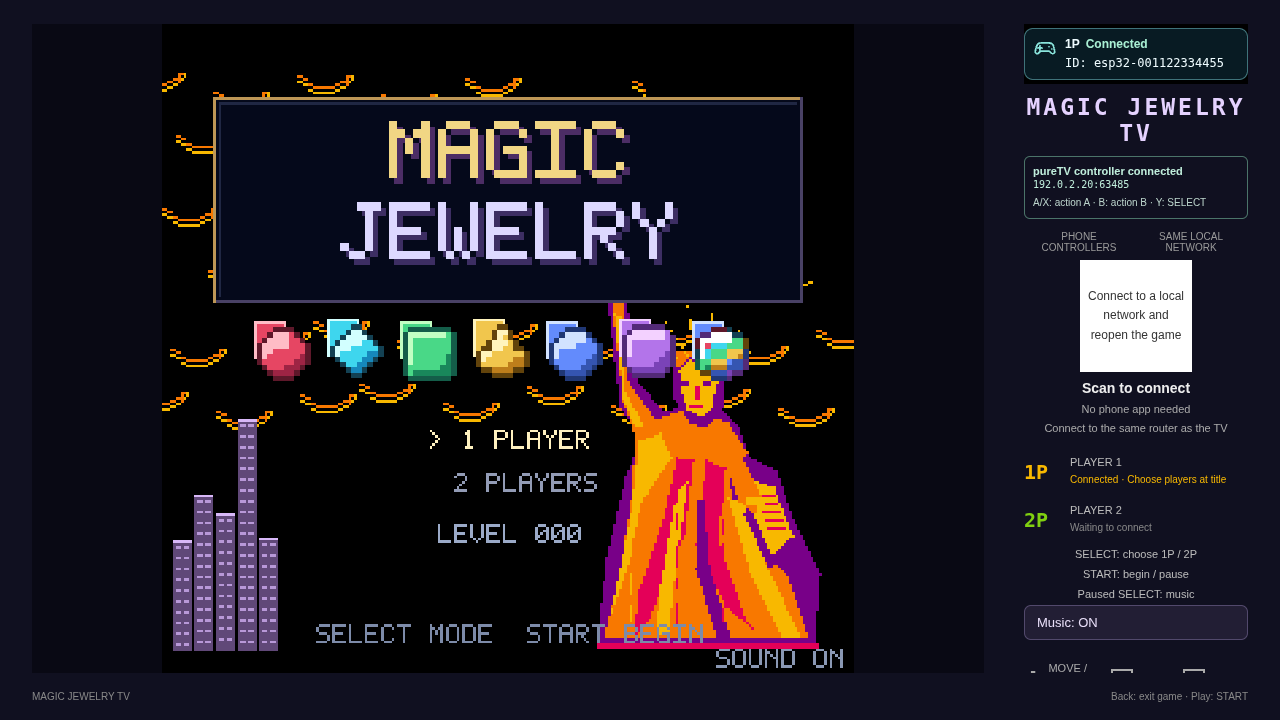 MAGIC
JEWELRY
> 1 PLAYER
2 PLAYERS
LEVEL 000
SELECT MODE START BEGIN
SOUND ON
1P Connected
ID: esp32-001122334455
MAGIC JEWELRY
TV
pureTV controller connected
192.0.2.20:63485
A/X: action A · B: action B · Y: SELECT
PHONE
CONTROLLERS
SAME LOCAL
NETWORK
Connect to a local
network and
reopen the game
Scan to connect
No phone app needed
Connect to the same router as the TV
1P
PLAYER 1
Connected · Choose players at title
2P
PLAYER 2
Waiting to connect
SELECT: choose 1P / 2P
START: begin / pause
Paused SELECT: music
Music: ON
MOVE /
MAGIC JEWELRY TV
Back: exit game · Play: START